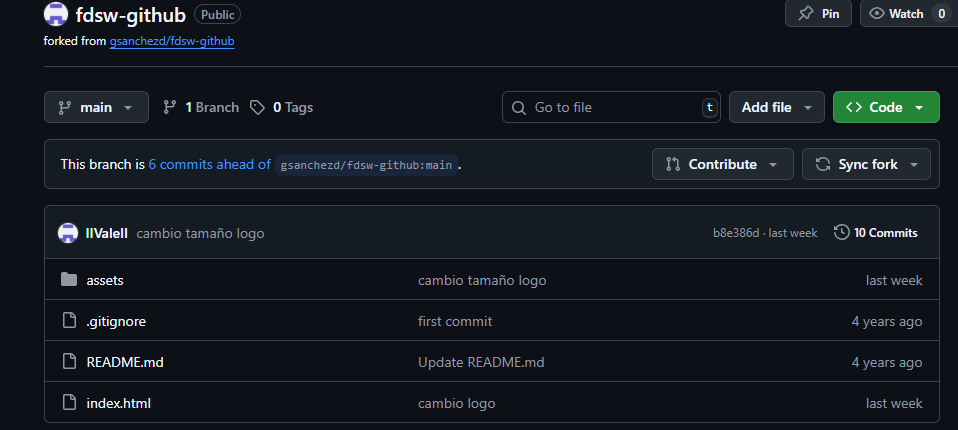 fdsw-github Public Pin Watch 0
forked from gsanchezd/fdsw-github
main 1 Branch 0 Tags Go to file t Add file Code
This branch is 6 commits ahead of gsanchezd/fdsw-github:main . Contribute Sync fork
IIValeII cambio tamaño logo b8e386d · last week 10 Commits
assets cambio tamaño logo last week
.gitignore first commit 4 years ago
README.md Update README.md 4 years ago
index.html cambio logo last week